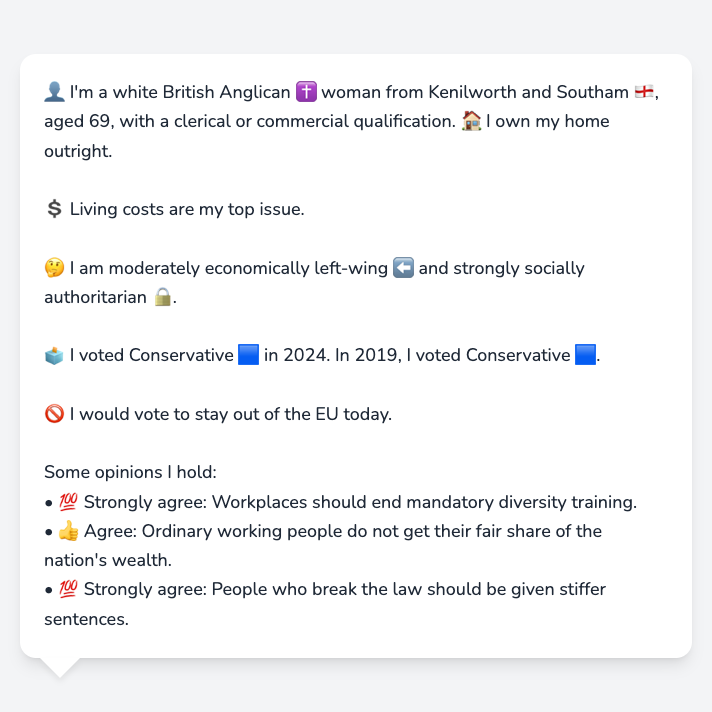 👤 I'm a white British Anglican ✝️ woman from Kenilworth and Southam 🏴󠁧󠁢󠁥󠁮󠁧󠁿,
aged 69, with a clerical or commercial qualification. 🏠 I own my home
outright.
💲 Living costs are my top issue.
🤔 I am moderately economically left-wing ⬅️ and strongly socially
authoritarian 🔒.
🗳️ I voted Conservative 🟦 in 2024. In 2019, I voted Conservative 🟦.
🚫 I would vote to stay out of the EU today.
Some opinions I hold:
• 💯 Strongly agree: Workplaces should end mandatory diversity training.
• 👍 Agree: Ordinary working people do not get their fair share of the
nation's wealth.
• 💯 Strongly agree: People who break the law should be given stiffer
sentences.